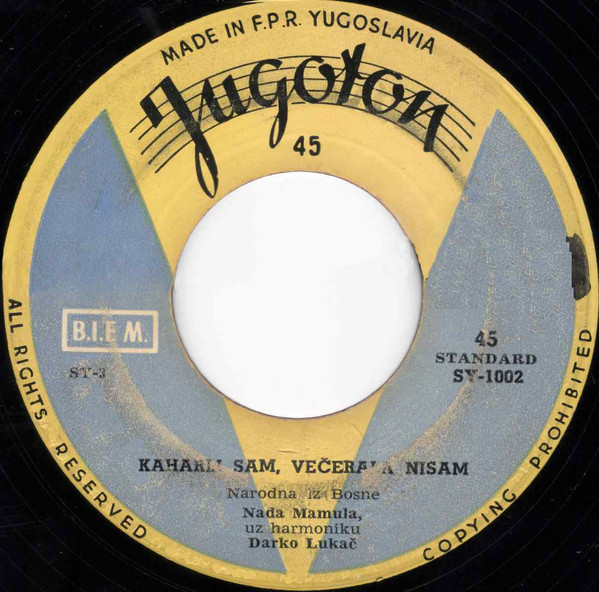 MADE IN F.P.R. YUGOSLAVIA
Jugoton
45
B.I.E.M.
SY-3
45
STANDARD
SY-1002
KAHARLI SAM, VEČERALA NISAM
Narodna iz Bosne
Nada Mamula,
uz harmoniku
Darko Lukač
ALL RIGHTS RESERVED
COPYING PROHIBITED